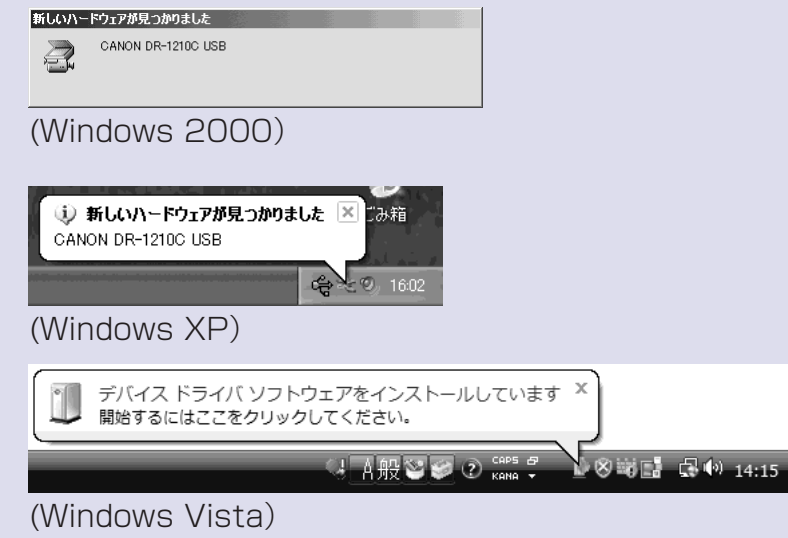 新しいハードウェアが見つかりました
CANON DR-1210C USB
(Windows 2000)
新しいハードウェアが見つかりました
ごみ箱
CANON DR-1210C USB
16:02
(Windows XP)
デバイス ドライバ ソフトウェアをインストールしています
開始するにはここをクリックしてください。
A 般 CAPS
KANA
14:15
(Windows Vista)